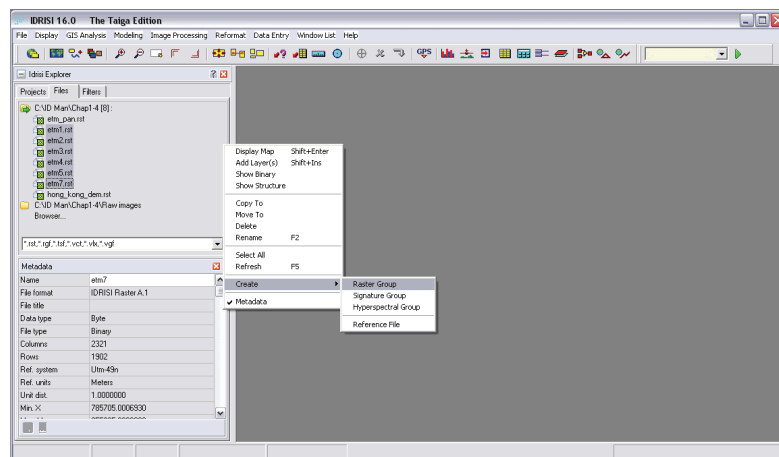 IDRISI 16.0 The Taiga Edition
File Display GIS Analysis Modeling Image Processing Reformat Data Entry Window List Help
GPS
Idrisi Explorer
Projects Files Filters
C:\ID Man\Chap1-4 [8]:
etm_pan.rst
etm1.rst
etm2.rst
etm3.rst
etm4.rst
etm5.rst
etm7.rst
hong_kong_dem.rst
C:\ID Man\Chap1-4\Raw images
Browser...
*.rst,*.rgf,*.tsf,*.vct,*.vlx,*.vgf
Metadata
Name etm7
File format IDRISI Raster A.1
File title
Data type Byte
File type Binary
Columns 2321
Rows 1902
Ref. system Utm-49n
Ref. units Meters
Unit dist. 1.0000000
Min. X 785705.0006930
Display Map Shift+Enter
Add Layer(s) Shift+Ins
Show Binary
Show Structure
Copy To
Move To
Delete
Rename F2
Select All
Refresh F5
Create
Metadata
Raster Group
Signature Group
Hyperspectral Group
Reference File